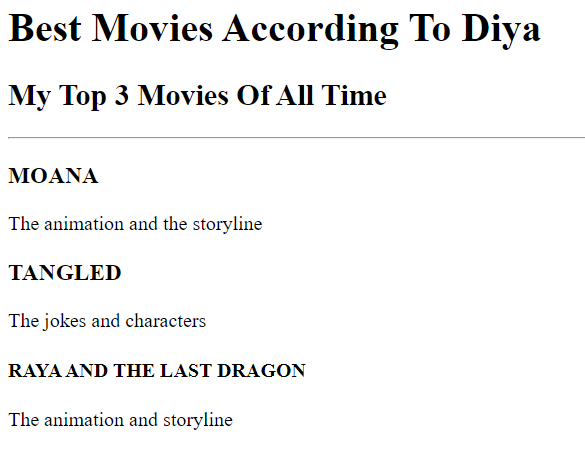 Best Movies According To Diya
My Top 3 Movies Of All Time
MOANA
The animation and the storyline
TANGLED
The jokes and characters
RAYA AND THE LAST DRAGON
The animation and storyline